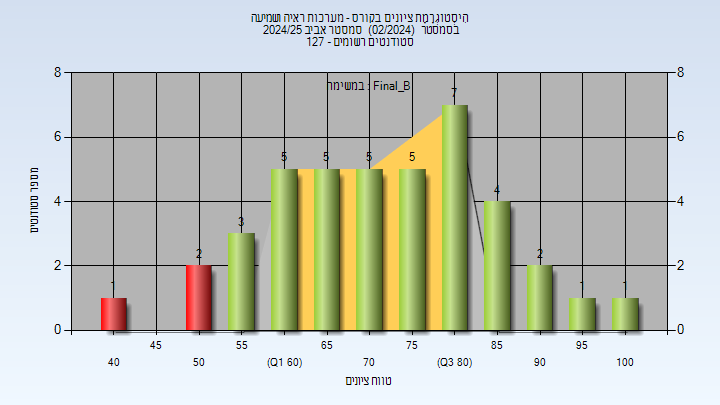 היסטוגרמת ציונים בקורס - מערכות ראיה ושמיעה
בסמסטר (02/2024) סמסטר אביב 2024/25
סטודנטים רשומים - 127
במשימה : Final_B
מספר סטודנטים
8 8
6 6
4 4
2 2
0 0
1 2 3 5 5 5 5 7 4 2 1 1
45 55 65 75 85 95
40 50 (Q1 60) 70 (Q3 80) 90 100
טווח ציונים